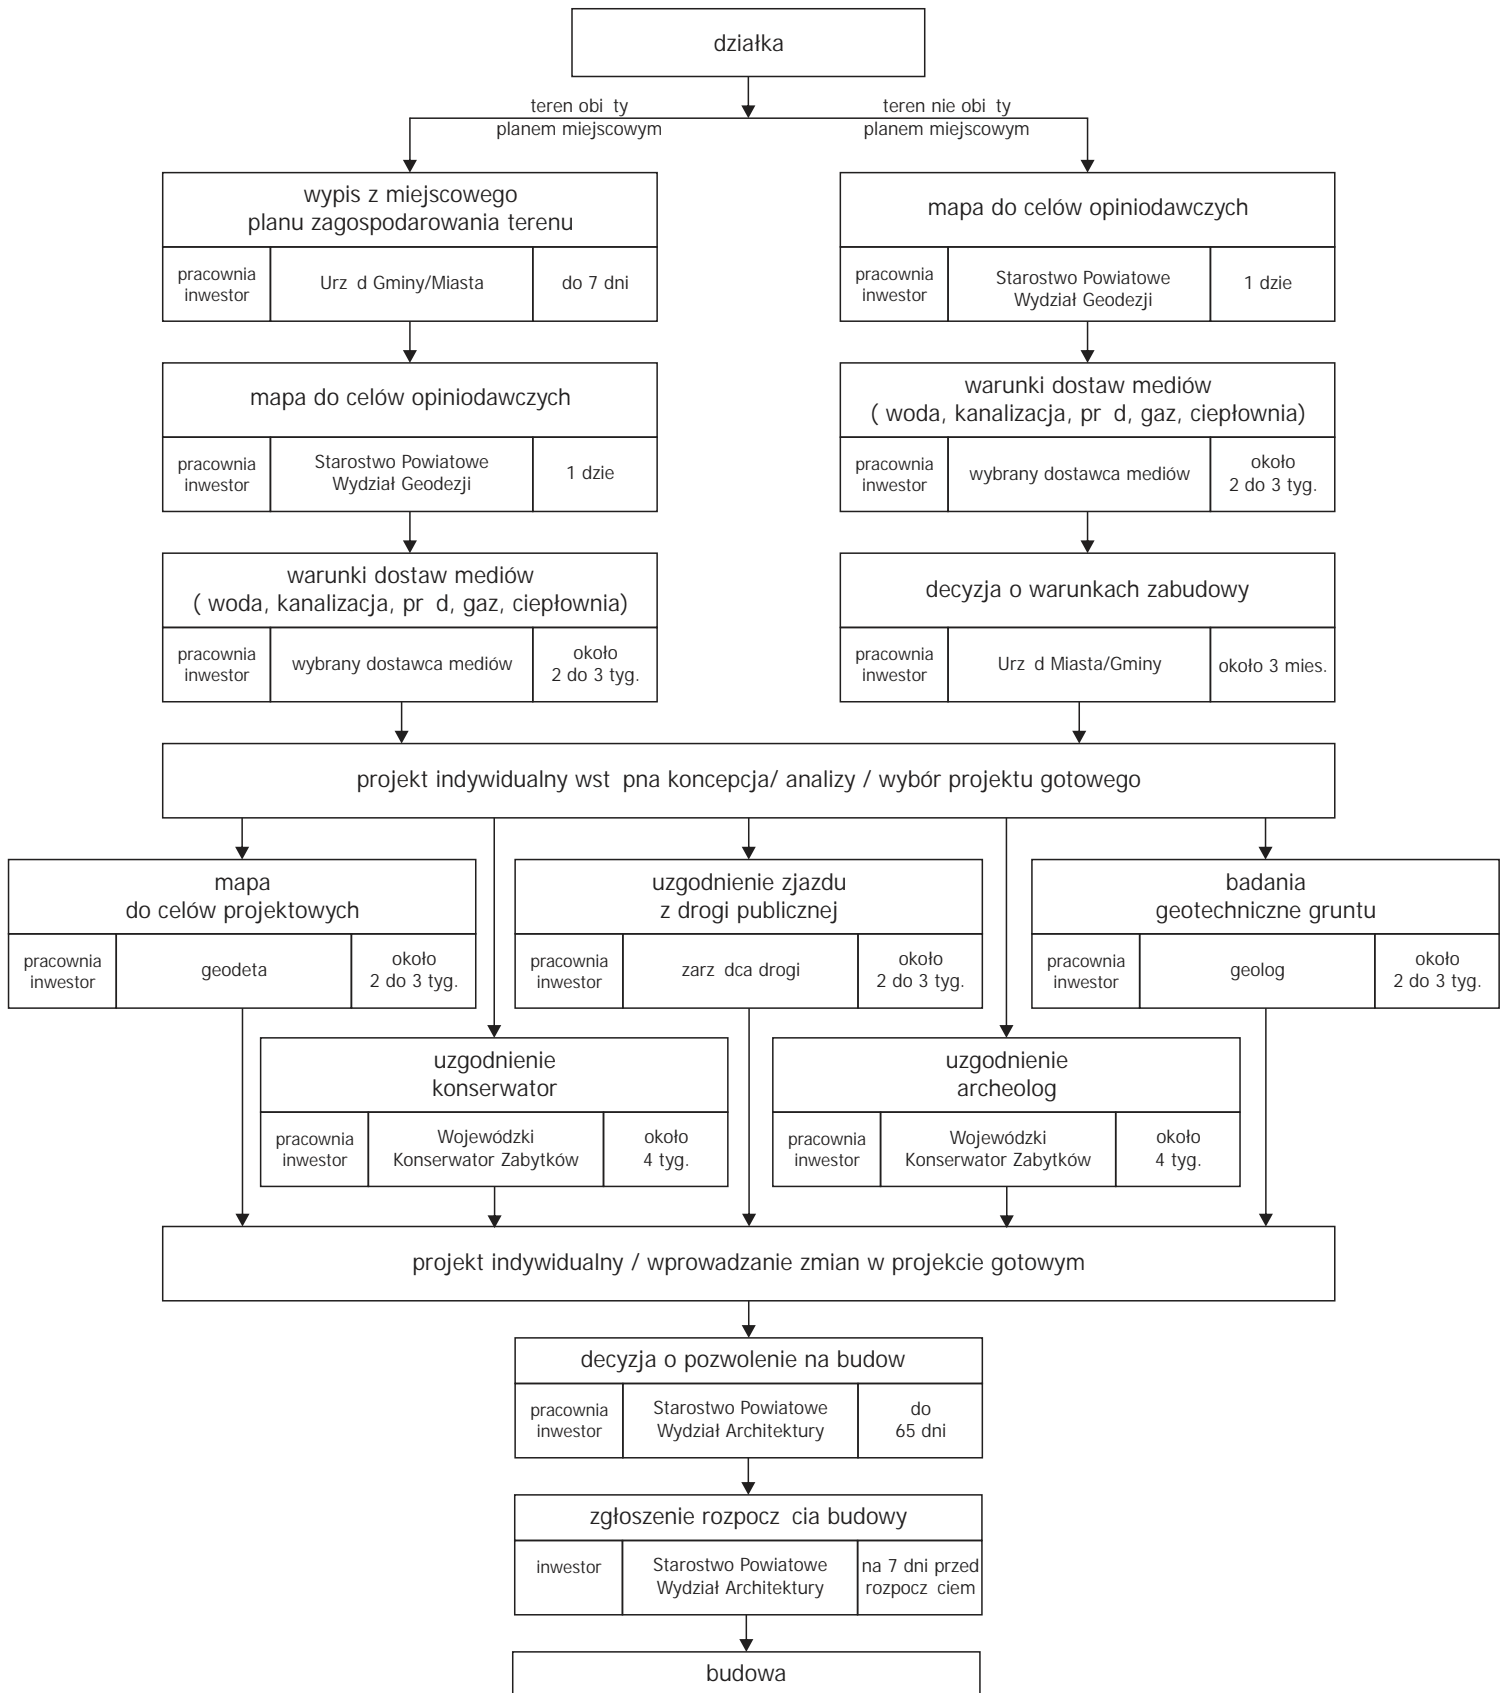 działka
teren obi ty
planem miejscowym
teren nie obi ty
planem miejscowym
wypis z miejscowego
planu zagospodarowania terenu
pracownia
inwestor
Urz d Gminy/Miasta
do 7 dni
mapa do celów opiniodawczych
pracownia
inwestor
Starostwo Powiatowe
Wydział Geodezji
1 dzie
mapa do celów opiniodawczych
pracownia
inwestor
Starostwo Powiatowe
Wydział Geodezji
1 dzie
warunki dostaw mediów
( woda, kanalizacja, pr d, gaz, ciepłownia)
pracownia
inwestor
wybrany dostawca mediów
około
2 do 3 tyg.
warunki dostaw mediów
( woda, kanalizacja, pr d, gaz, ciepłownia)
pracownia
inwestor
wybrany dostawca mediów
około
2 do 3 tyg.
decyzja o warunkach zabudowy
pracownia
inwestor
Urz d Miasta/Gminy
około 3 mies.
projekt indywidualny wst pna koncepcja/ analizy / wybór projektu gotowego
mapa
do celów projektowych
pracownia
inwestor
geodeta
około
2 do 3 tyg.
uzgodnienie zjazdu
z drogi publicznej
pracownia
inwestor
zarz dca drogi
około
2 do 3 tyg.
badania
geotechniczne gruntu
pracownia
inwestor
geolog
około
2 do 3 tyg.
uzgodnienie
konserwator
pracownia
inwestor
Wojewódzki
Konserwator Zabytków
około
4 tyg.
uzgodnienie
archeolog
pracownia
inwestor
Wojewódzki
Konserwator Zabytków
około
4 tyg.
projekt indywidualny / wprowadzanie zmian w projekcie gotowym
decyzja o pozwolenie na budow
pracownia
inwestor
Starostwo Powiatowe
Wydział Architektury
do
65 dni
zgłoszenie rozpocz cia budowy
inwestor
Starostwo Powiatowe
Wydział Architektury
na 7 dni przed
rozpocz ciem
budowa